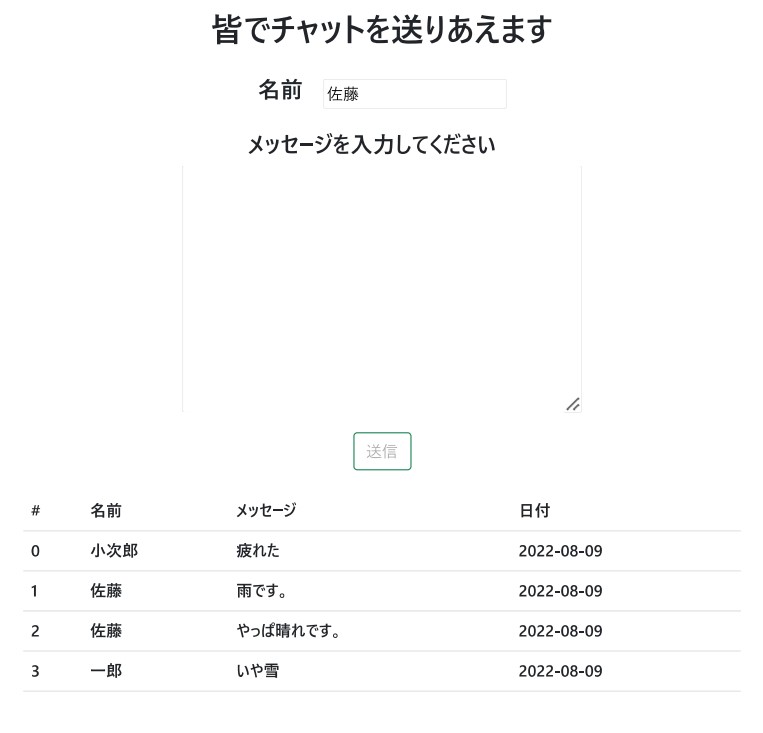 皆でチャットを送りあえます
名前 佐藤
メッセージを入力してください
送信
# 名前 メッセージ 日付
0 小次郎 疲れた 2022-08-09
1 佐藤 雨です。 2022-08-09
2 佐藤 やっぱ晴れです。 2022-08-09
3 一郎 いや雪 2022-08-09